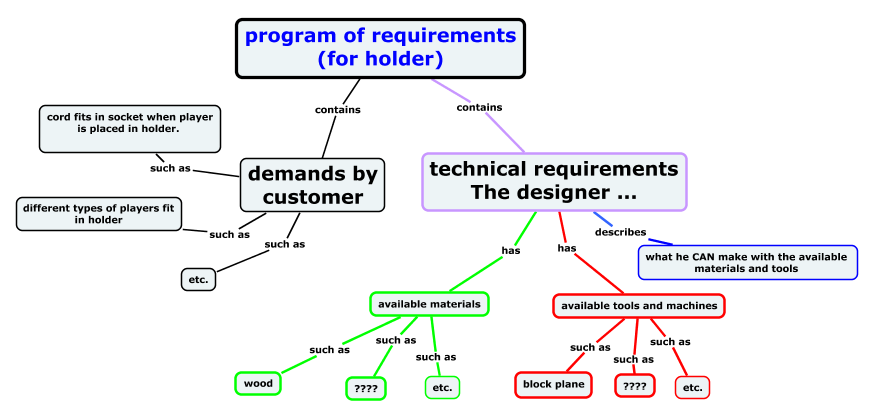 program of requirements
(for holder)
contains
contains
cord fits in socket when player
is placed in holder.
such as
demands by
customer
technical requirements
The designer ...
different types of players fit
in holder
such as
such as
etc.
has
has
describes
what he CAN make with the available
materials and tools
available materials
available tools and machines
such as
such as
such as
such as
such as
such as
wood
????
etc.
block plane
????
etc.